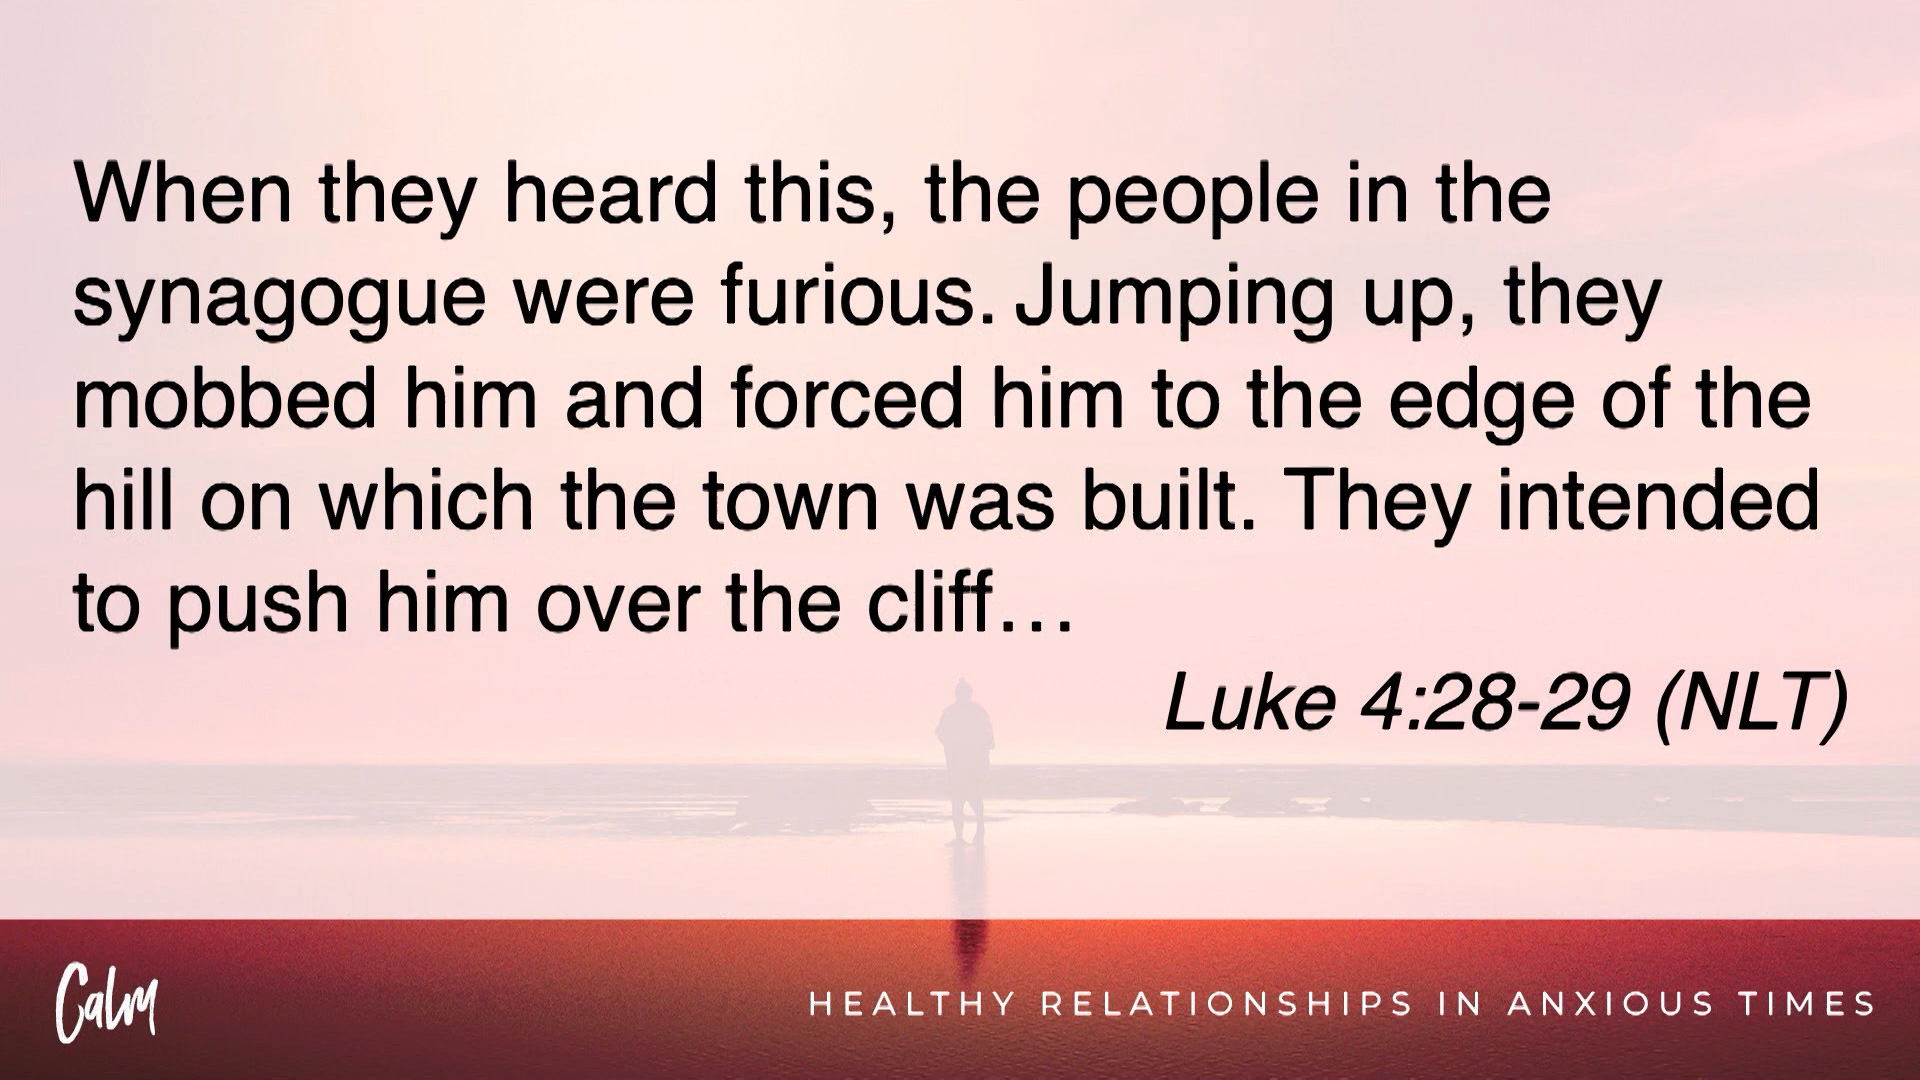 When they heard this, the people in the
synagogue were furious. Jumping up, they
mobbed him and forced him to the edge of the
hill on which the town was built. They intended
to push him over the cliff…
Luke 4:28-29 (NLT)
Calm
HEALTHY RELATIONSHIPS IN ANXIOUS TIMES